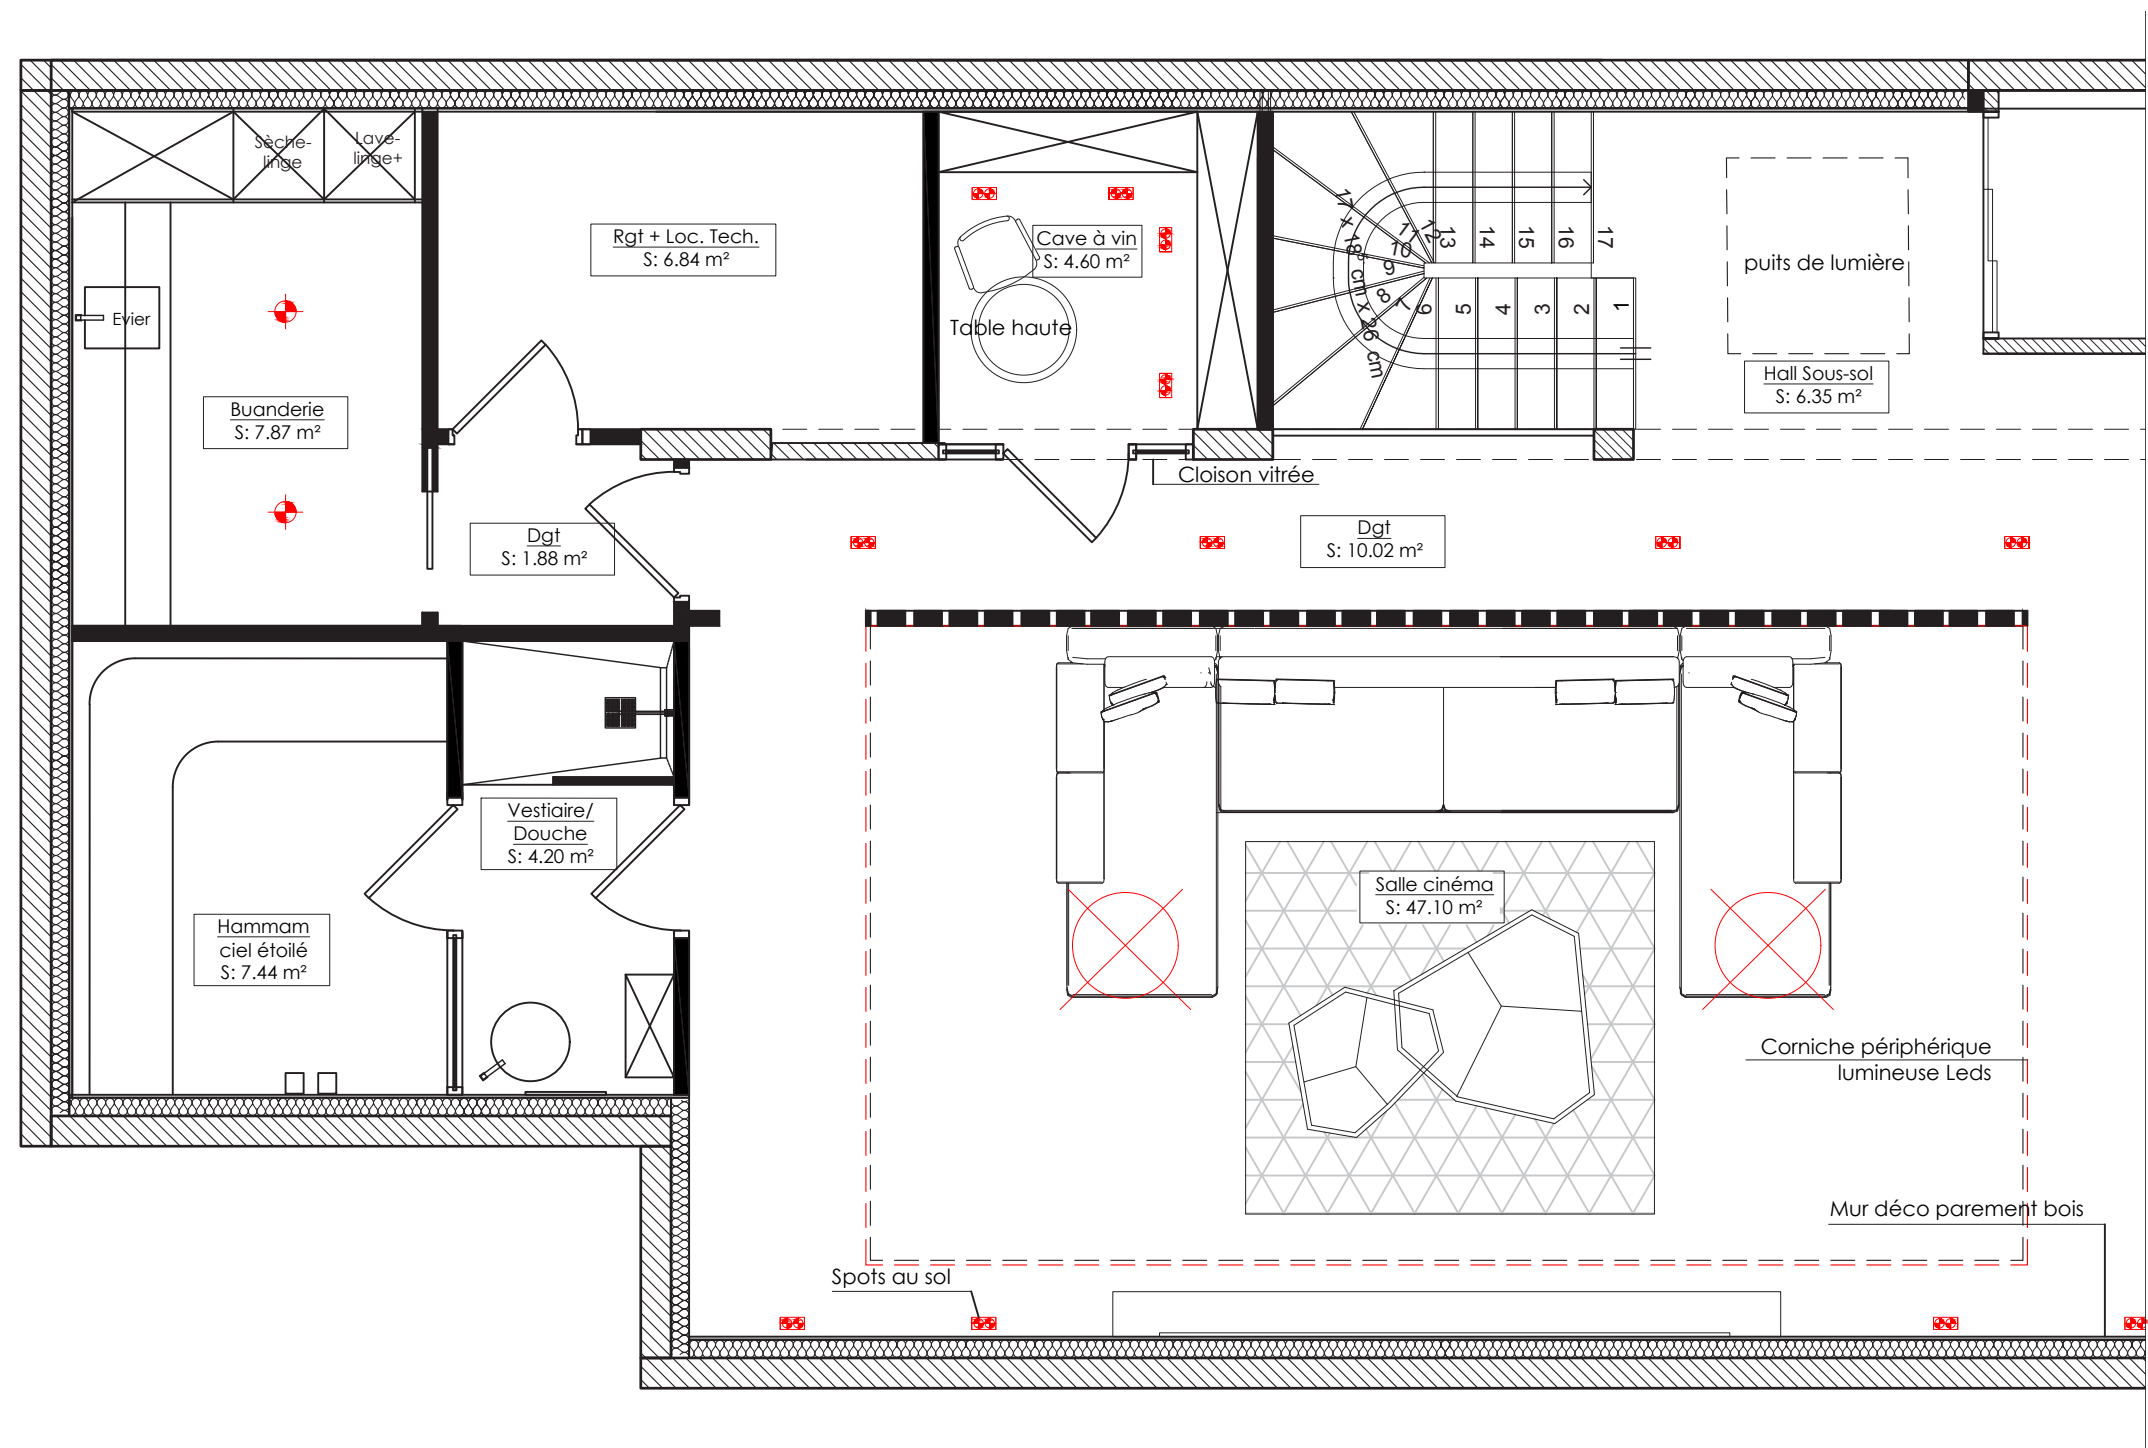 Sèche-
linge
Lave-
linge+
Rgt + Loc. Tech.
S: 6.84 m²
Cave à vin
S: 4.60 m²
Table haute
Evier
Buanderie
S: 7.87 m²
17 x 18° cm x 26 cm
1
2
3
4
5
6
7
8
9
10
11
12
13
14
15
16
17
puits de lumière
Hall Sous-sol
S: 6.35 m²
Cloison vitrée
Dgt
S: 1.88 m²
Dgt
S: 10.02 m²
Vestiaire/
Douche
S: 4.20 m²
Hammam
ciel étoilé
S: 7.44 m²
Salle cinéma
S: 47.10 m²
Corniche périphérique
lumineuse Leds
Mur déco parement bois
Spots au sol